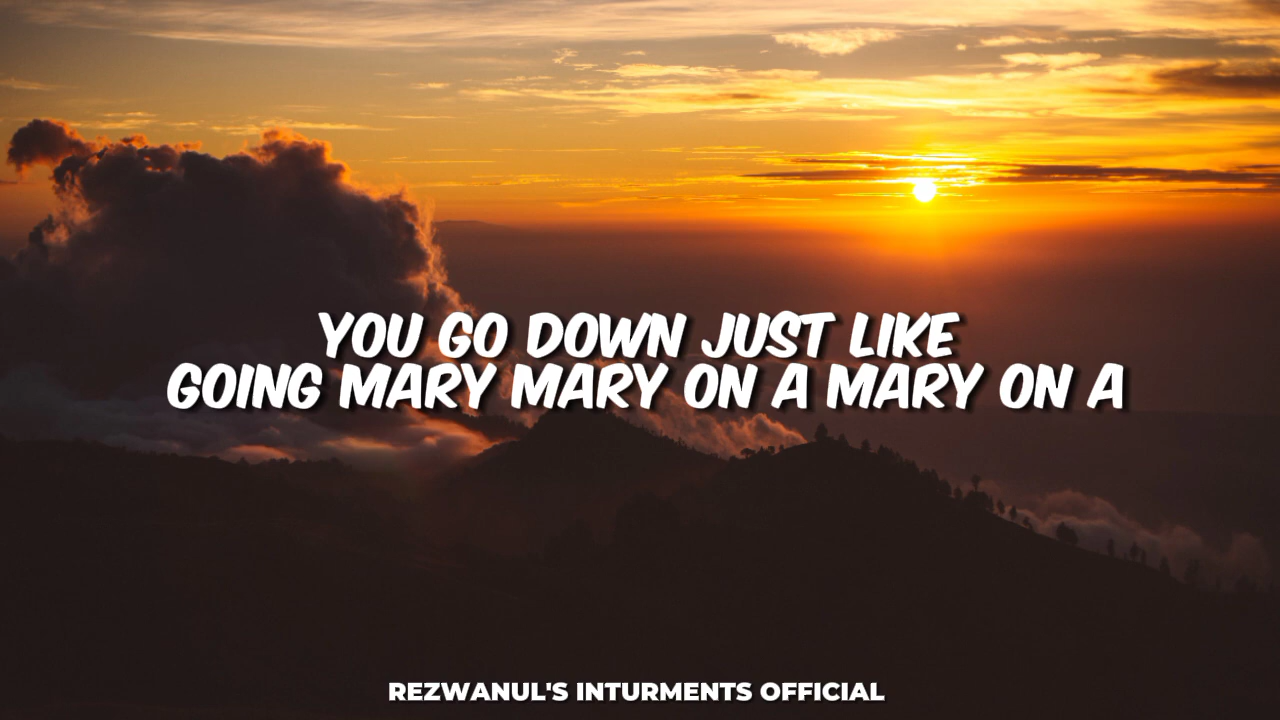 YOU GO DOWN JUST LIKE
GOING MARY MARY ON A MARY ON A
REZWANUL'S INTURMENTS OFFICIAL